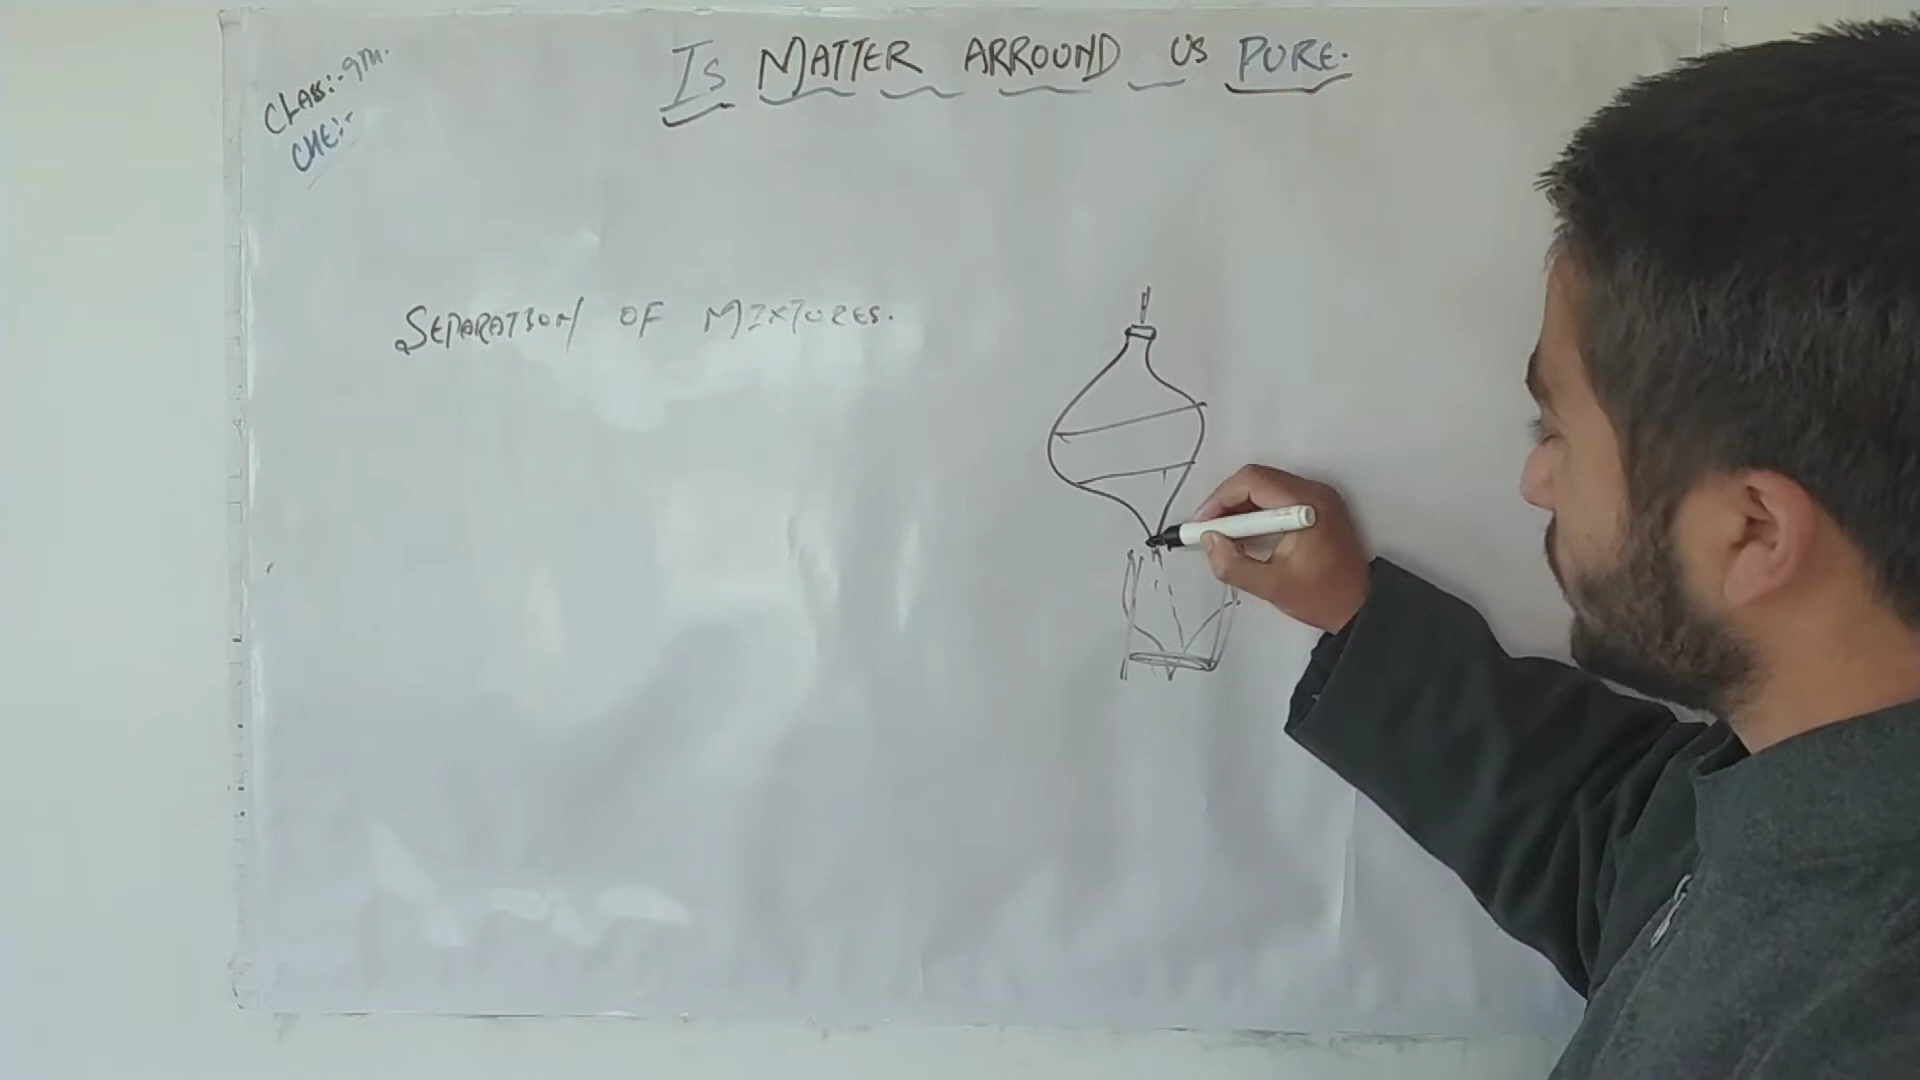 IS MATTER ARROUND US PURE.
CLASS:- 9TH.
CHE:-
SEPARATION OF MIXTURES.